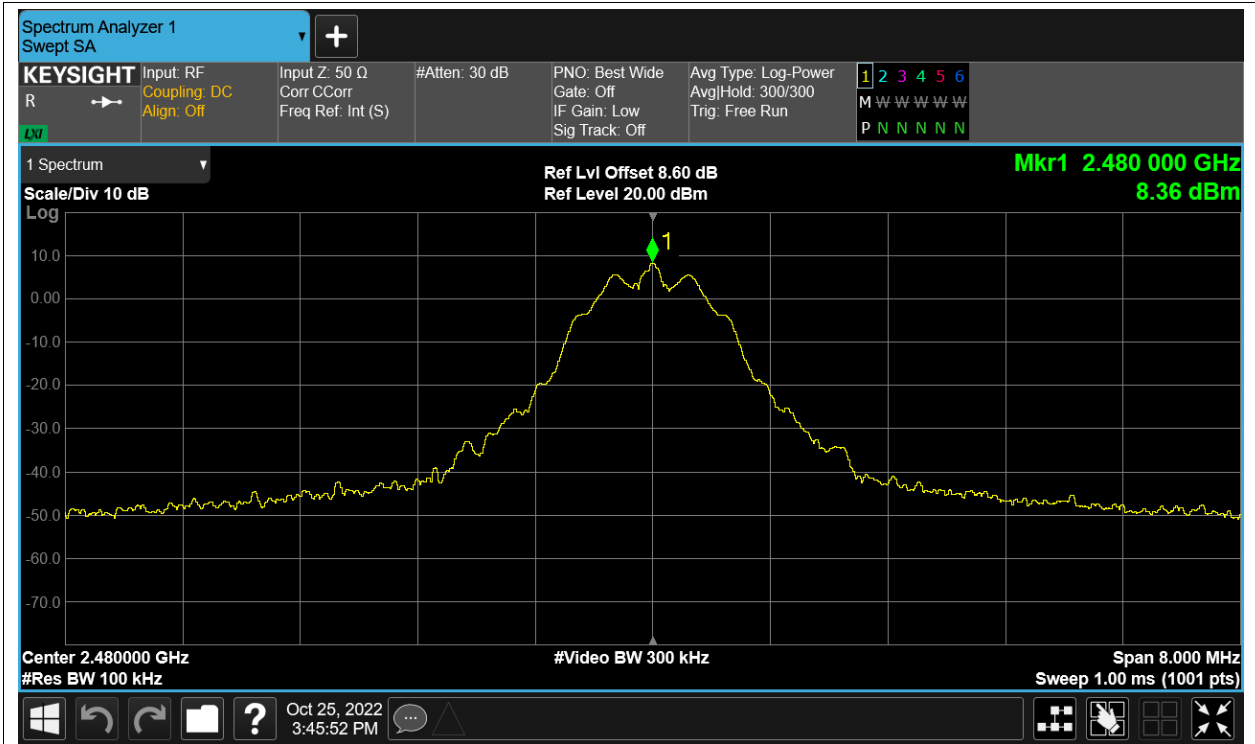 Spectrum Analyzer 1
Swept SA
KEYSIGHT
R
LXI
Input: RF
Coupling: DC
Align: Off
Input Z: 50 Ω
Corr CCorr
Freq Ref: Int (S)
#Atten: 30 dB
PNO: Best Wide
Gate: Off
IF Gain: Low
Sig Track: Off
Avg Type: Log-Power
Avg|Hold: 300/300
Trig: Free Run
1 2 3 4 5 6
M W W W W W
P N N N N N
1 Spectrum
Scale/Div 10 dB
Log
Ref Lvl Offset 8.60 dB
Ref Level 20.00 dBm
Mkr1 2.480 000 GHz
8.36 dBm
1
10.0
0.00
-10.0
-20.0
-30.0
-40.0
-50.0
-60.0
-70.0
Center 2.480000 GHz
#Res BW 100 kHz
#Video BW 300 kHz
Span 8.000 MHz
Sweep 1.00 ms (1001 pts)
?
Oct 25, 2022
3:45:52 PM